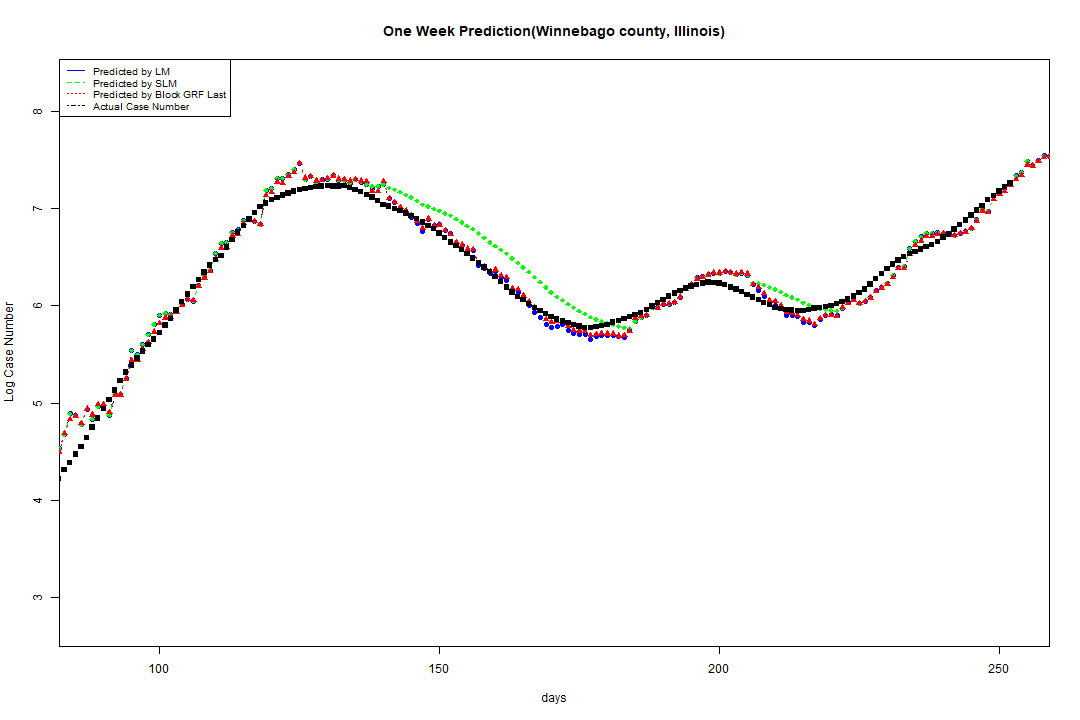 One Week Prediction(Winnebago county, Illinois)
Predicted by LM
Predicted by SLM
Predicted by Block GRF Last
Actual Case Number
Log Case Number
8
7
6
5
4
3
100 150 200 250
days